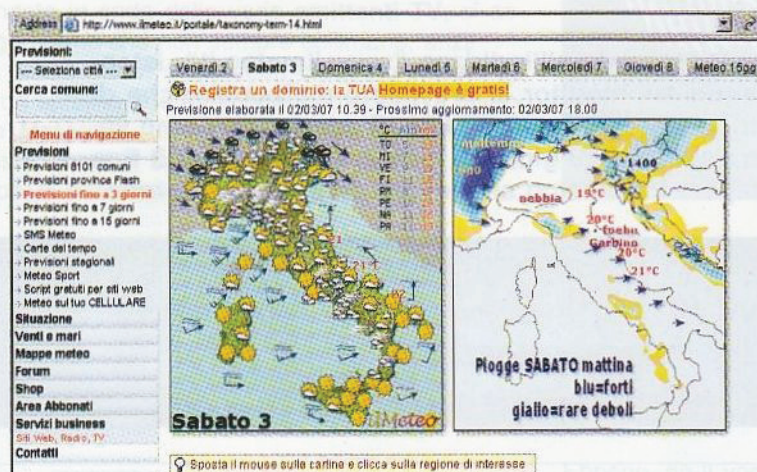 Address http://www.ilmeteo.it/portale/taxonomy-term-14.html
Previsioni:
--- Selezione città ---
Cerca comune:
Menu di navigazione
Previsioni
Previsioni 8101 comuni
Previsioni province Flash
Previsioni fino a 3 giorni
Previsioni fino a 7 giorni
Previsioni fino a 15 giorni
SMS Meteo
Carte del tempo
Previsioni stagionali
Meteo Sport
Script gratuiti per siti web
Meteo sul tuo CELLULARE
Situazione
Venti e mari
Mappe meteo
Forum
Shop
Area Abbonati
Servizi business
Siti Web, Radio, TV
Contatti
Venerdì 2 Sabato 3 Domenica 4 Lunedì 5 Martedì 6 Mercoledì 7 Giovedì 8 Meteo 15gg
Registra un dominio: la TUA Homepage è gratis!
Previsione elaborata il 02/03/07 10.39 - Prossimo aggiornamento: 02/03/07 18.00
°C min
TO
MI
VE
FI
RM
PE
NA
PA
21
Sabato 3
ilMeteo
maltempo
1400
nebbia
19°C
20°C
foehn
Garbino
20°C
21°C
Piogge SABATO mattina
blu=forti
giallo=rare deboli
Sposta il mouse sulla cartina e clicca sulla regione di interesse